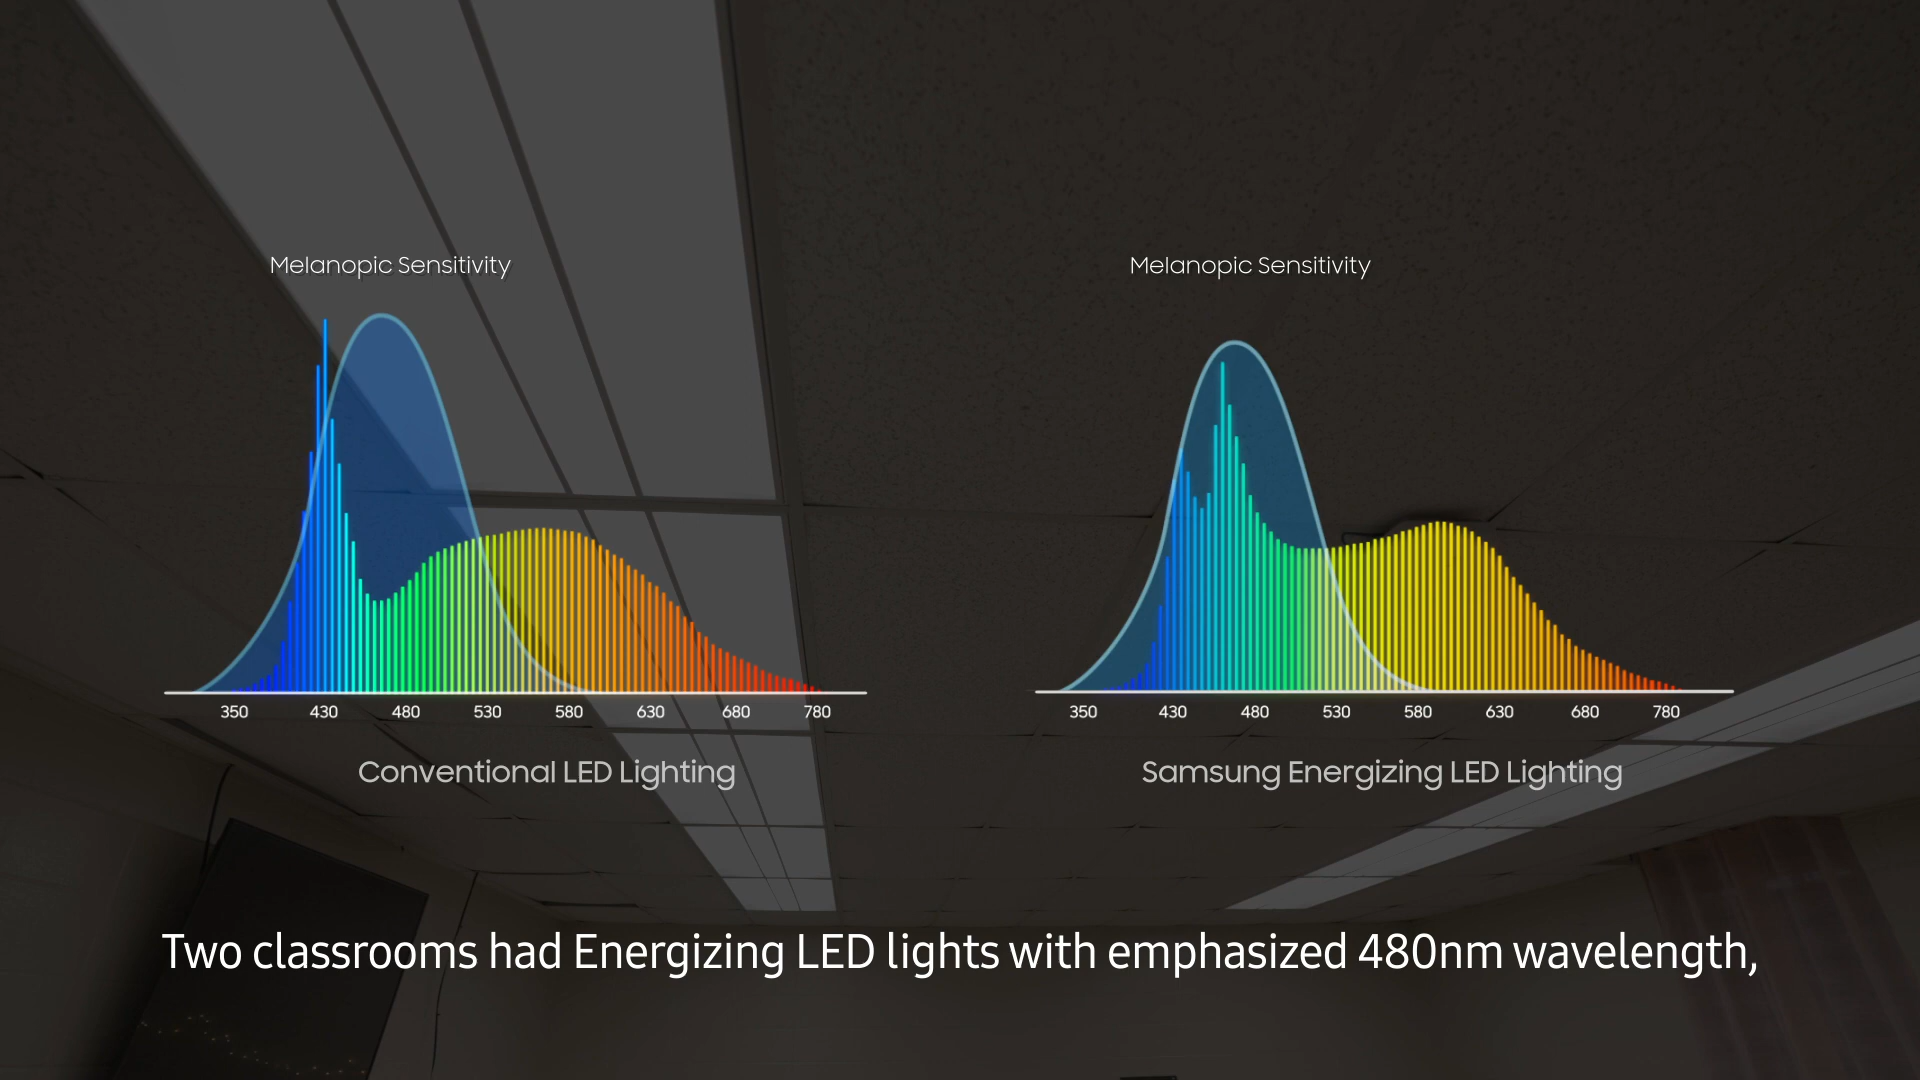 Melanopic Sensitivity
350 430 480 530 580 630 680 780
Conventional LED Lighting
Melanopic Sensitivity
350 430 480 530 580 630 680 780
Samsung Energizing LED Lighting
Two classrooms had Energizing LED lights with emphasized 480nm wavelength,